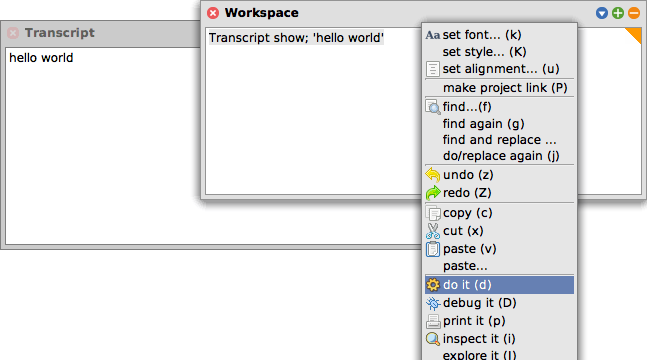 Transcript
hello world
Workspace
Transcript show; 'hello world'
Aa set font... (k)
set style... (K)
set alignment... (u)
make project link (P)
find...(f)
find again (g)
find and replace ...
do/replace again (j)
undo (z)
redo (Z)
copy (c)
cut (x)
paste (v)
paste...
do it (d)
debug it (D)
print it (p)
inspect it (i)
explore it (I)